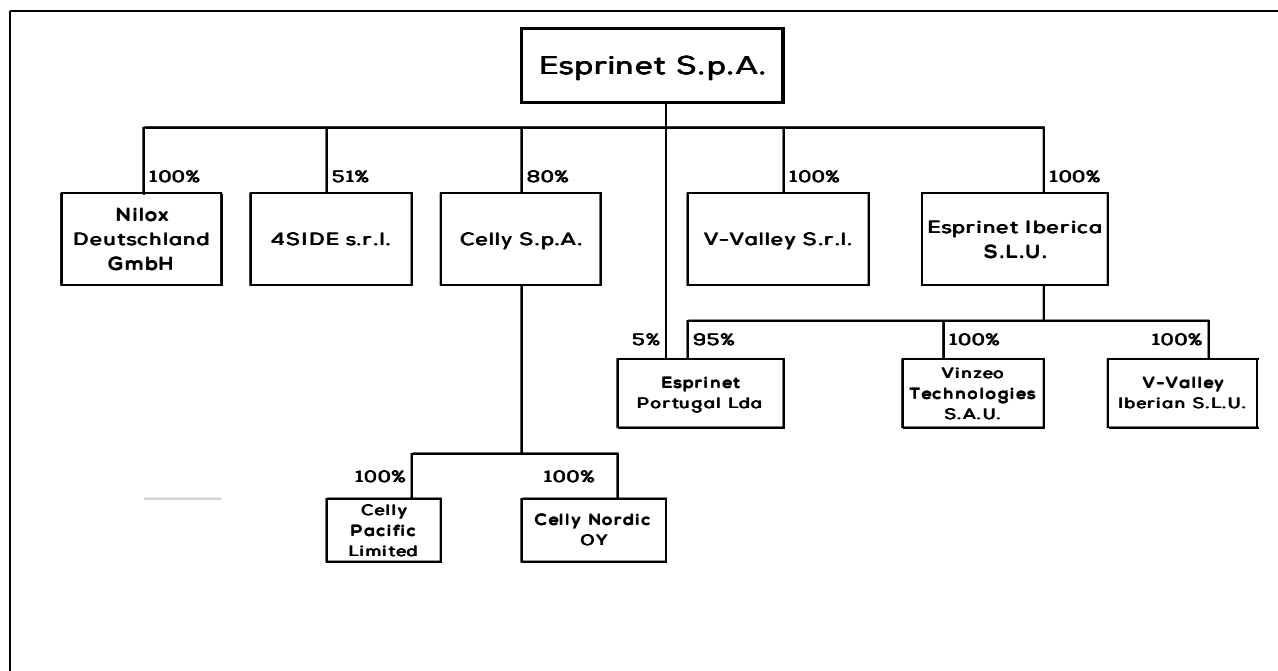 Esprinet S.p.A.
100%
51%
80%
100%
100%
Nilox
Deutschland
GmbH
4SIDE s.r.l.
Celly S.p.A.
V-Valley S.r.l.
Esprinet Iberica
S.L.U.
5%
95%
100%
100%
Esprinet
Portugal Lda
Vinzeo
Technologies
S.A.U.
V-Valley
Iberian S.L.U.
100%
100%
Celly
Pacific
Limited
Celly Nordic
OY